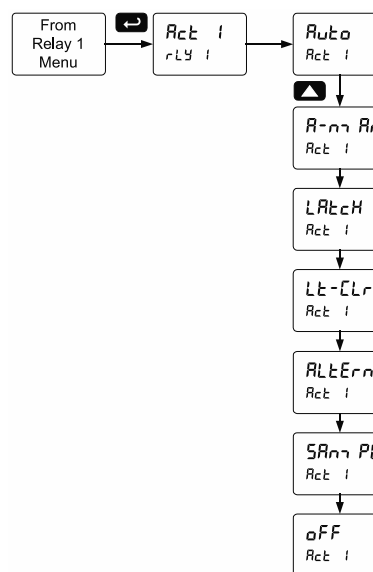 From
Relay 1
Menu
Act 1
rLY 1
Auto
Act 1
Act 1
LAtcH
Act 1
Lt-CLr
Act 1
ALtErn
Act 1
Act 1
oFF
Act 1